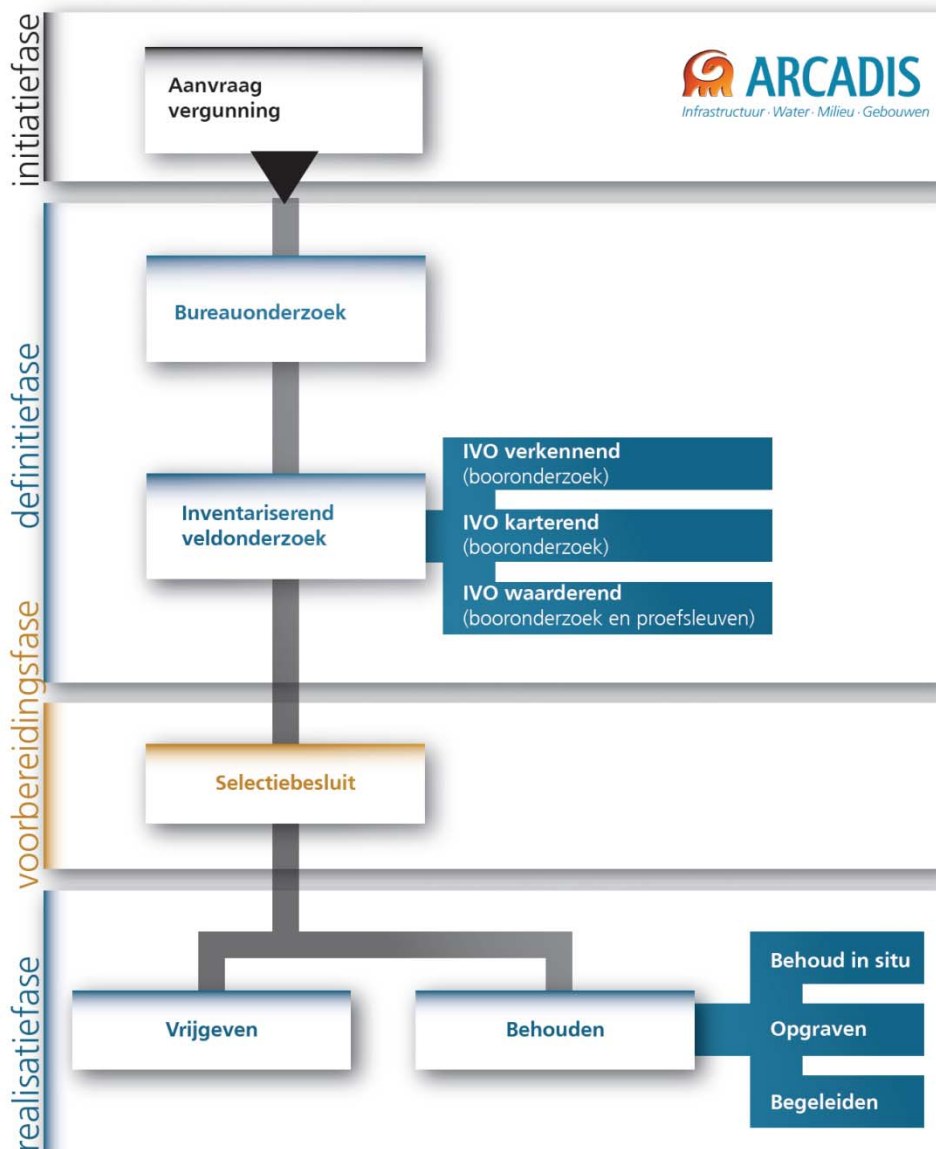 initiatiefase
Aanvraag
vergunning
ARCADIS
Infrastructuur · Water · Milieu · Gebouwen
definitiefase
Bureauonderzoek
Inventariserend
veldonderzoek
IVO verkennend
(booronderzoek)
IVO karterend
(booronderzoek)
IVO waarderend
(booronderzoek en proefsleuven)
voorbereidingsfase
Selectiebesluit
realisatiefase
Vrijgeven
Behouden
Behoud in situ
Opgraven
Begeleiden